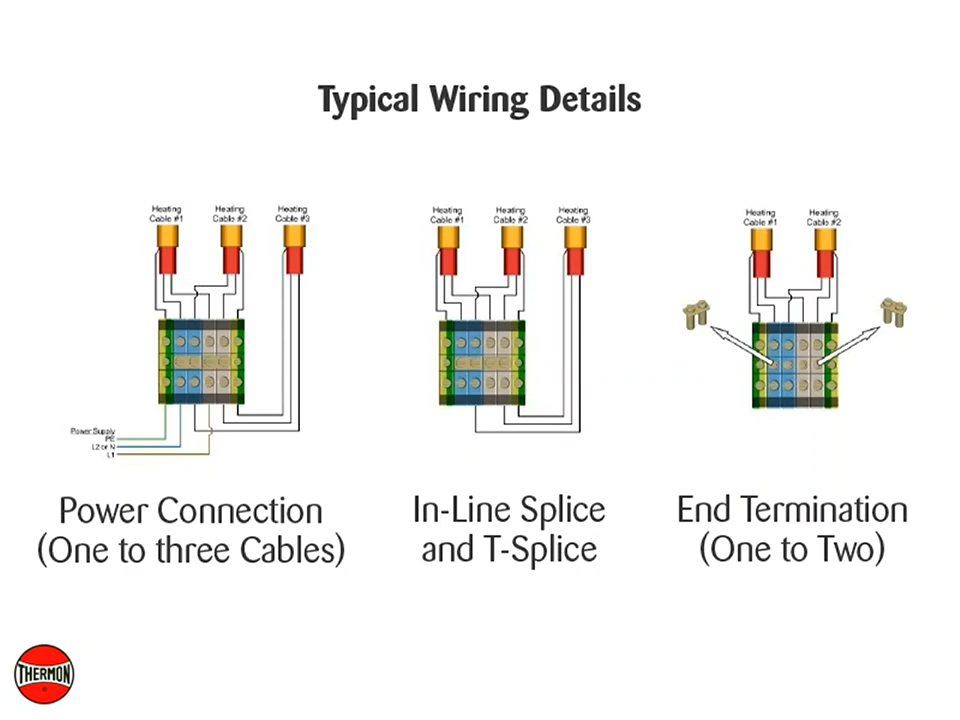 Typical Wiring Details
Heating
Cable #1
Heating
Cable #2
Heating
Cable #3
Heating
Cable #1
Heating
Cable #2
Heating
Cable #3
Heating
Cable #1
Heating
Cable #2
Power Supply
PE
L2 or N
L1
Power Connection
(One to three Cables)
In-Line Splice
and T-Splice
End Termination
(One to Two)
THERMON
®